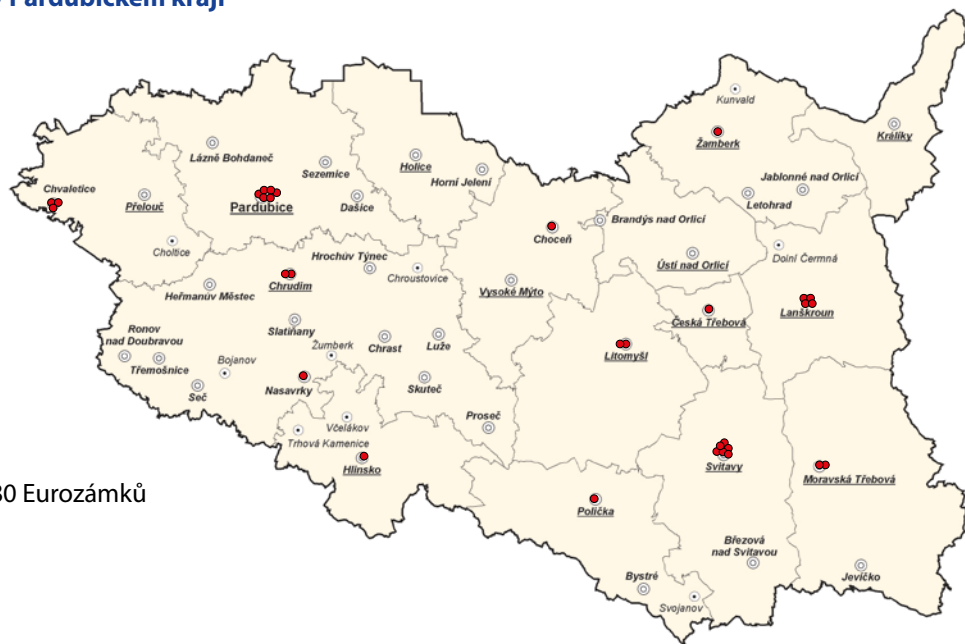 Pardubickém kraji
Kunvald
Žamberk
Králíky
Lázně Bohdaneč
Sezemice
Holice
Horní Jelení
Jablonné nad Orlicí
Letohrad
Chvaletice
Přelouč
Pardubice
Dašice
Brandýs nad Orlicí
Choceň
Choltice
Hrochův Týnec
Chroustovice
Ústí nad Orlicí
Dolní Čermná
Chrudim
Heřmanův Městec
Vysoké Mýto
Lanškroun
Česká Třebová
Slatiňany
Ronov
nad Doubravou
Žumberk
Chrast
Luže
Litomyšl
Třemošnice
Bojanov
Seč
Nasavrky
Skuteč
Proseč
Včelákov
Trhová Kamenice
Hlinsko
Svitavy
Moravská Třebová
30 Eurozámků
Polička
Březová
nad Svitavou
Bystré
Jevíčko
Svojanov